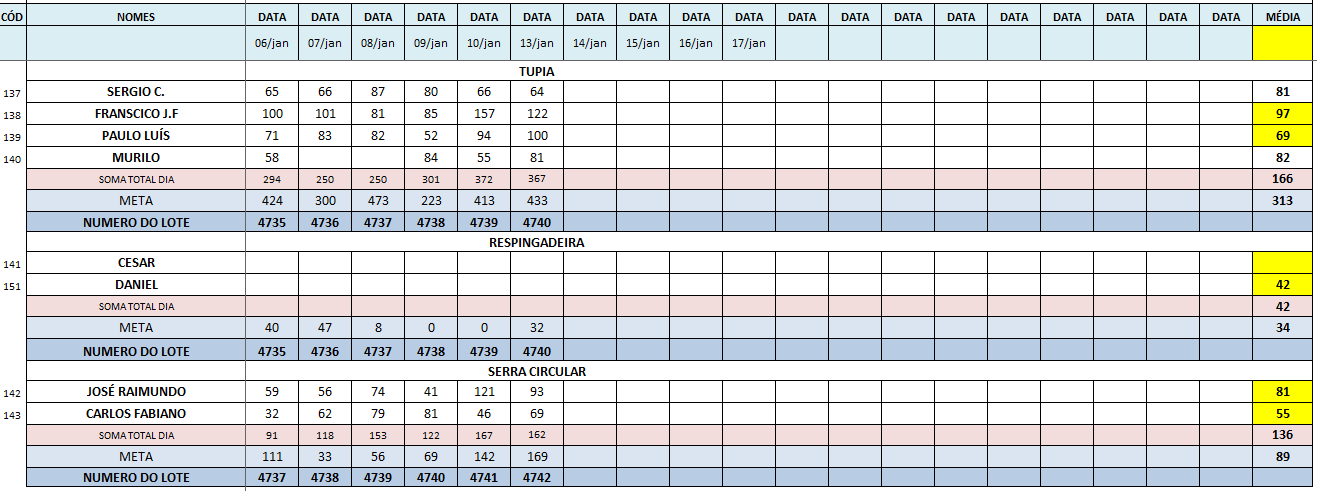 CÓD NOMES DATA DATA DATA DATA DATA DATA DATA DATA DATA DATA DATA DATA DATA DATA DATA DATA DATA DATA DATA MÉDIA
06/jan 07/jan 08/jan 09/jan 10/jan 13/jan 14/jan 15/jan 16/jan 17/jan
TUPIA
137 SERGIO C. 65 66 87 80 66 64 81
138 FRANSCICO J.F 100 101 81 85 157 122 97
139 PAULO LUÍS 71 83 82 52 94 100 69
140 MURILO 58 84 55 81 82
SOMA TOTAL DIA 294 250 250 301 372 367 166
META 424 300 473 223 413 433 313
NUMERO DO LOTE 4735 4736 4737 4738 4739 4740
RESPINGADEIRA
141 CESAR
151 DANIEL 42
SOMA TOTAL DIA 42
META 40 47 8 0 0 32 34
NUMERO DO LOTE 4735 4736 4737 4738 4739 4740
SERRA CIRCULAR
142 JOSÉ RAIMUNDO 59 56 74 41 121 93 81
143 CARLOS FABIANO 32 62 79 81 46 69 55
SOMA TOTAL DIA 91 118 153 122 167 162 136
META 111 33 56 69 142 169 89
NUMERO DO LOTE 4737 4738 4739 4740 4741 4742